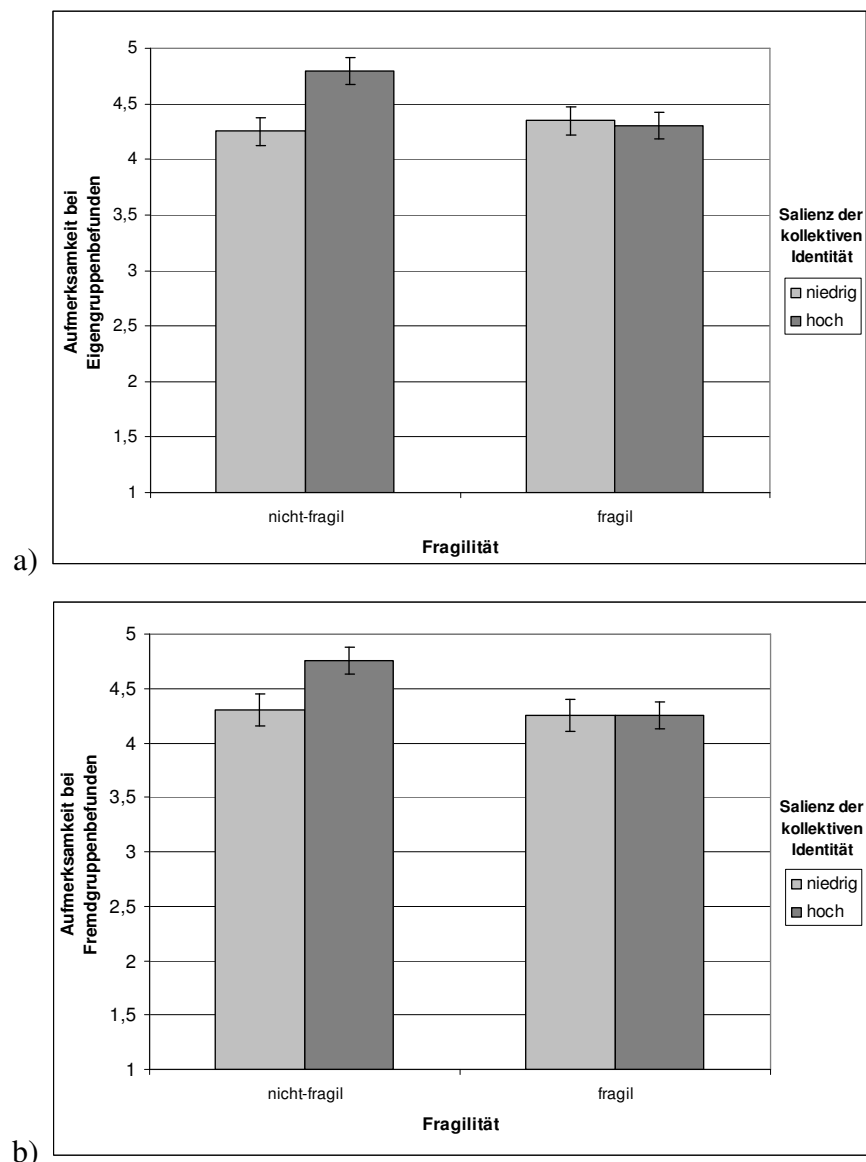 5
4,5
4
3,5
3
2,5
2
1,5
1
Aufmerksamkeit bei
Eigengruppenbefunden
nicht-fragil
fragil
Fragilität
Salienz der
kollektiven
Identität
niedrig
hoch
a)
5
4,5
4
3,5
3
2,5
2
1,5
1
Aufmerksamkeit bei
Fremdgruppenbefunden
nicht-fragil
fragil
Fragilität
Salienz der
kollektiven
Identität
niedrig
hoch
b)